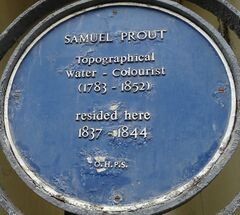 SAMUEL PROUT
Topographical
Water - Colourist
(1783 - 1852)
resided here
1837 - 1844
O.H.P.S.